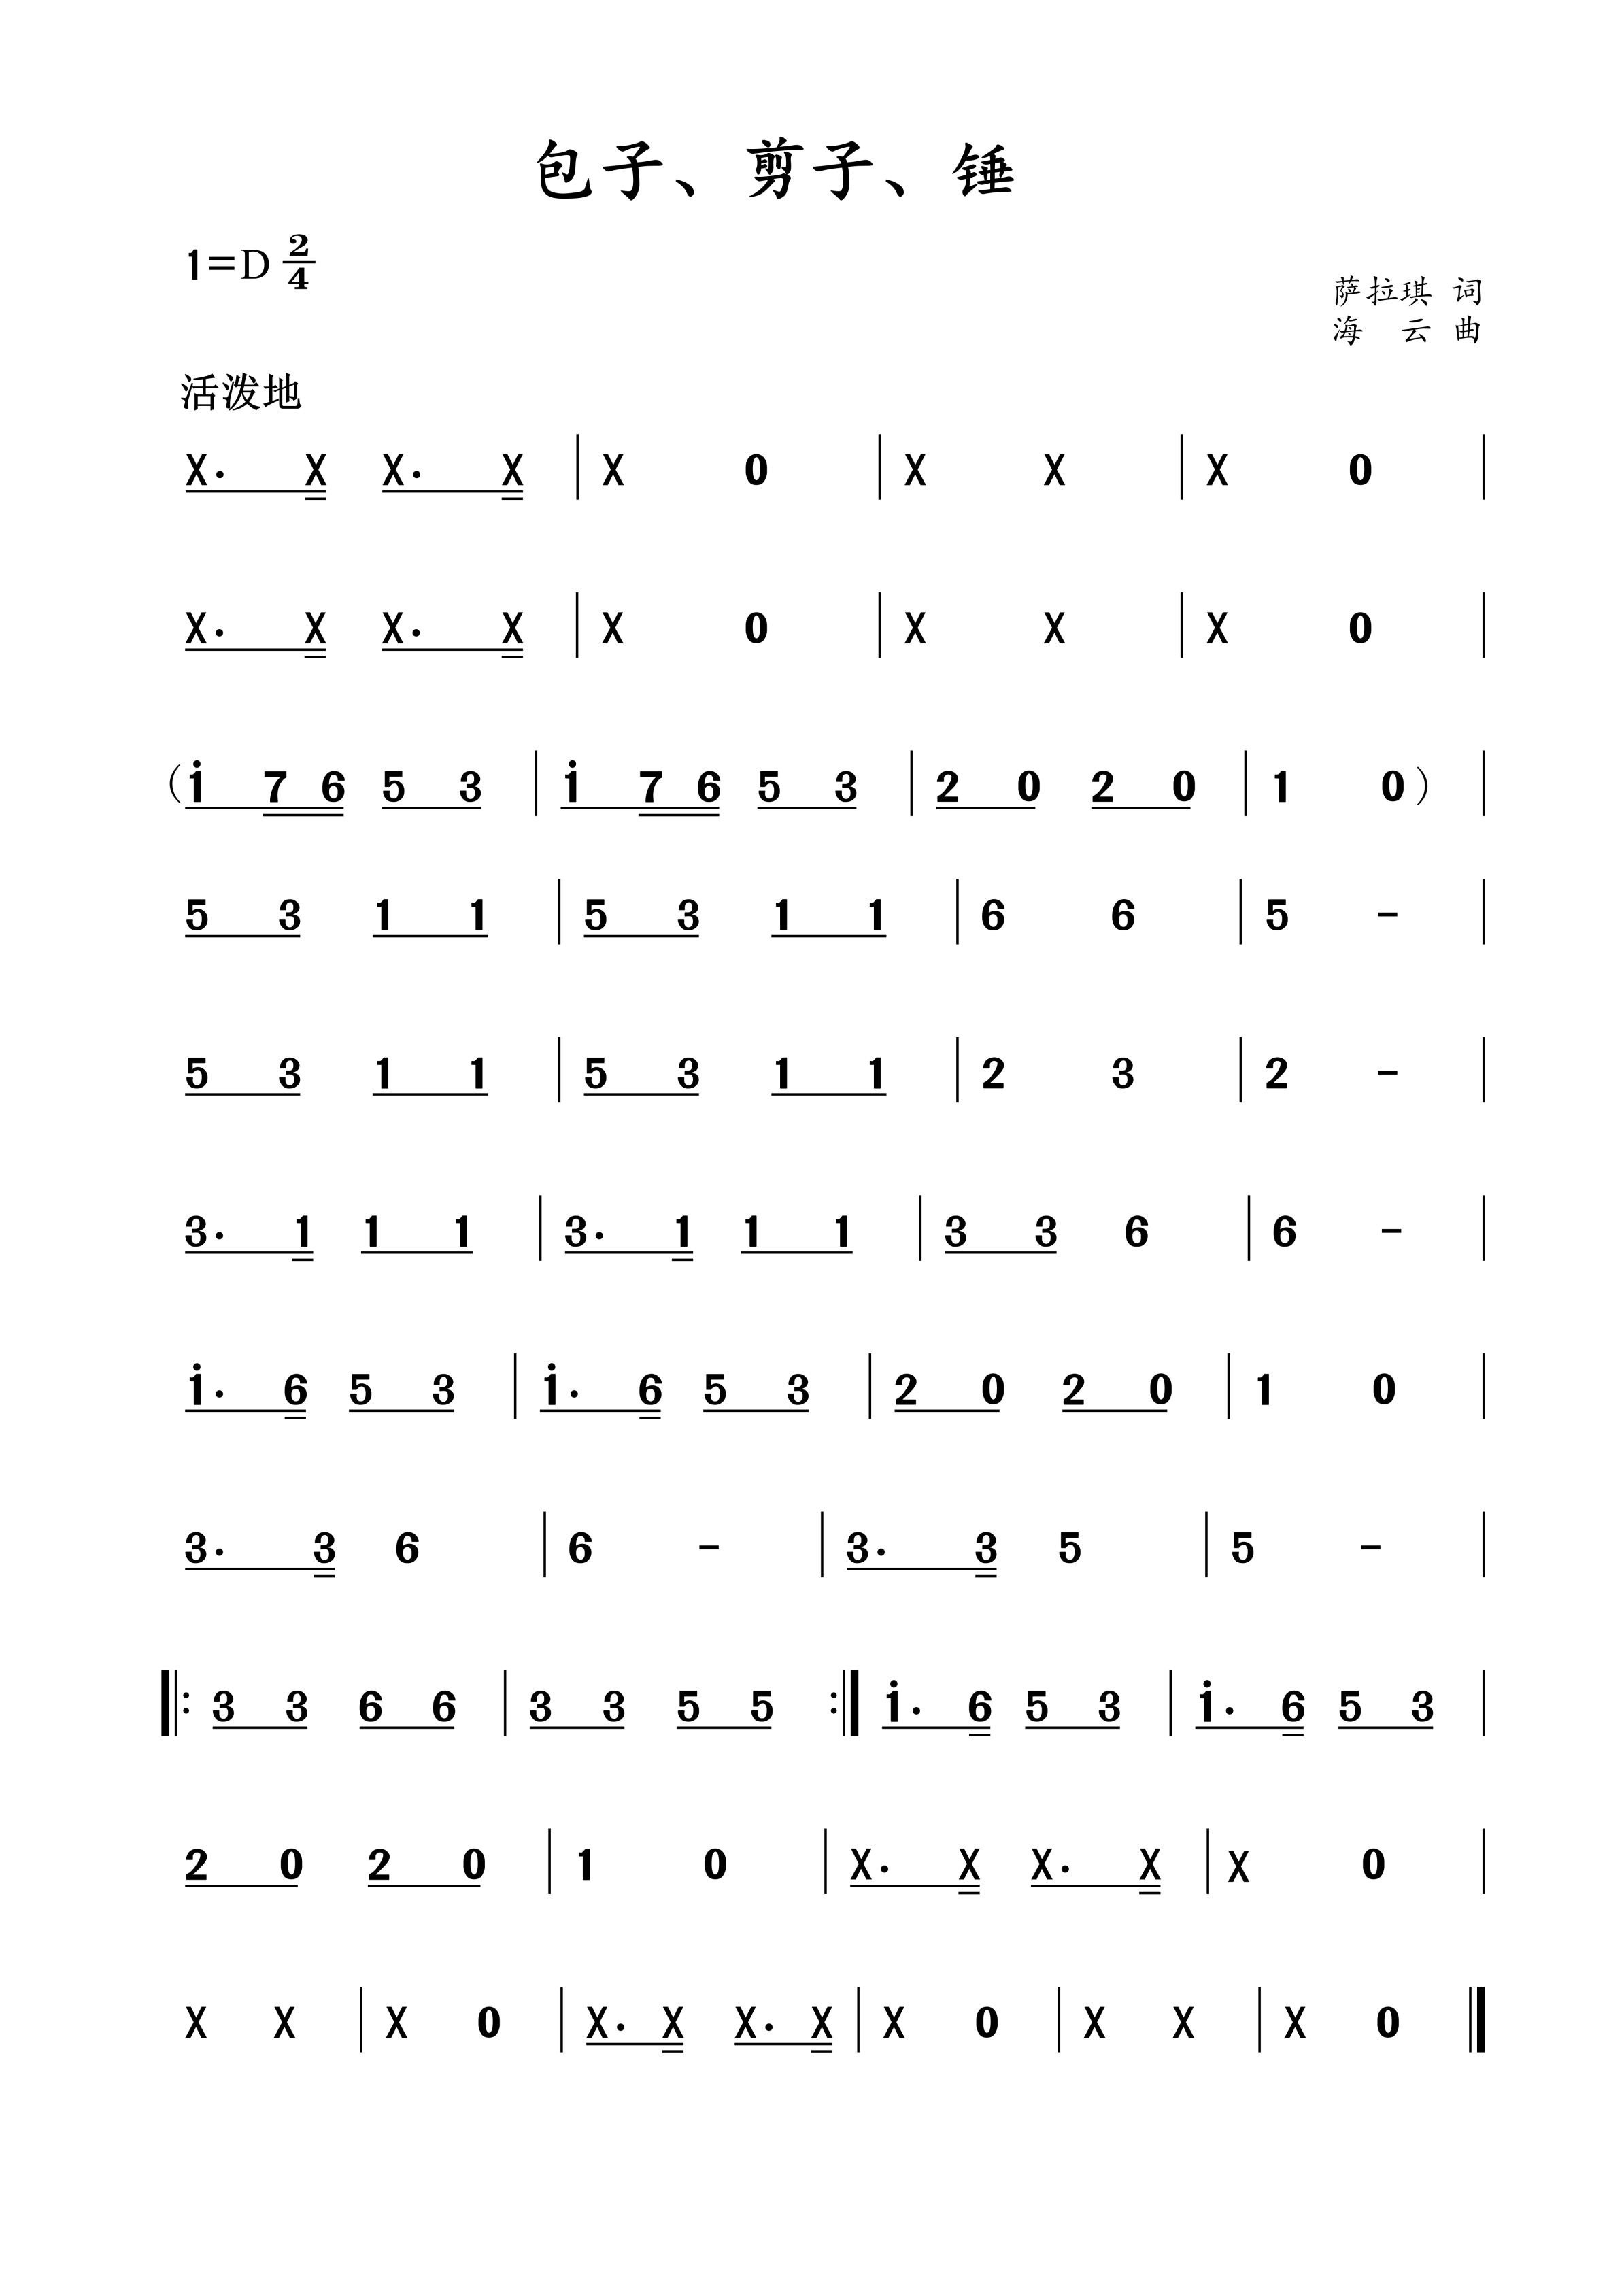 包子、剪子、锤
1=D 2/4
萨拉琪 词
海 云 曲
活泼地
X. X X. X | X 0 | X X | X 0 |
X. X X. X | X 0 | X X | X 0 |
（i 7 6 5 3 | i 7 6 5 3 | 2 0 2 0 | 1 0） |
5 3 1 1 | 5 3 1 1 | 6 6 | 5 - |
5 3 1 1 | 5 3 1 1 | 2 3 | 2 - |
3. 1 1 1 | 3. 1 1 1 | 3 3 6 | 6 - |
i. 6 5 3 | i. 6 5 3 | 2 0 2 0 | 1 0 |
3. 3 6 | 6 - | 3. 3 5 | 5 - |
‖: 3 3 6 6 | 3 3 5 5 :‖ i. 6 5 3 | i. 6 5 3 |
2 0 2 0 | 1 0 | X. X X. X | X 0 |
X X | X 0 | X. X X. X | X 0 | X X | X 0 ‖